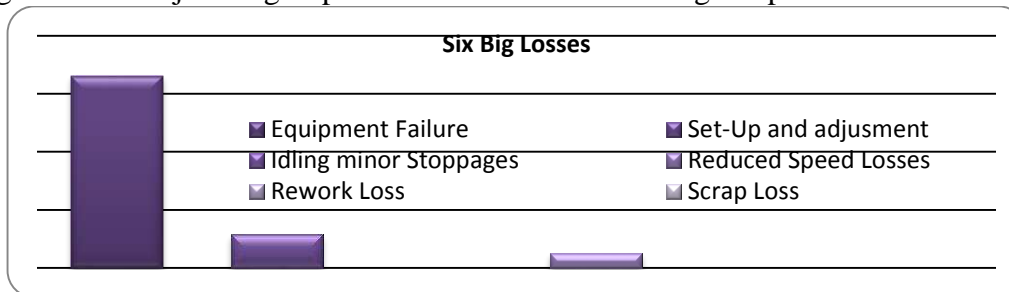 Six Big Losses
Equipment Failure
Set-Up and adjusment
Idling minor Stoppages
Reduced Speed Losses
Rework Loss
Scrap Loss